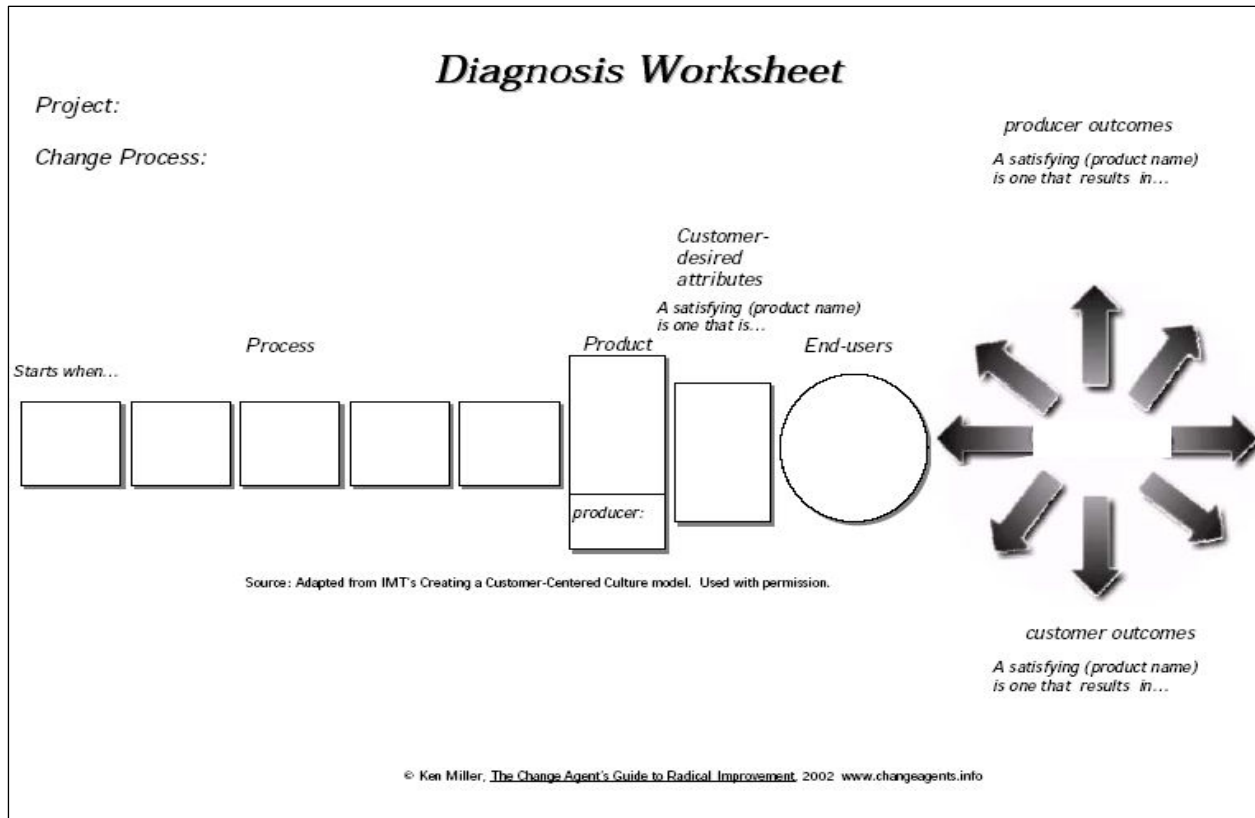 Diagnosis Worksheet
Project:
Change Process:
producer outcomes
A satisfying (product name)
is one that results in...
Customer-
desired
attributes
A satisfying (product name)
is one that is...
Process
Product
End-users
Starts when...
producer:
Source: Adapted from IMT's Creating a Customer-Centered Culture model. Used with permission.
customer outcomes
A satisfying (product name)
is one that results in...
© Ken Miller, The Change Agent's Guide to Radical Improvement, 2002 www.changeagents.info